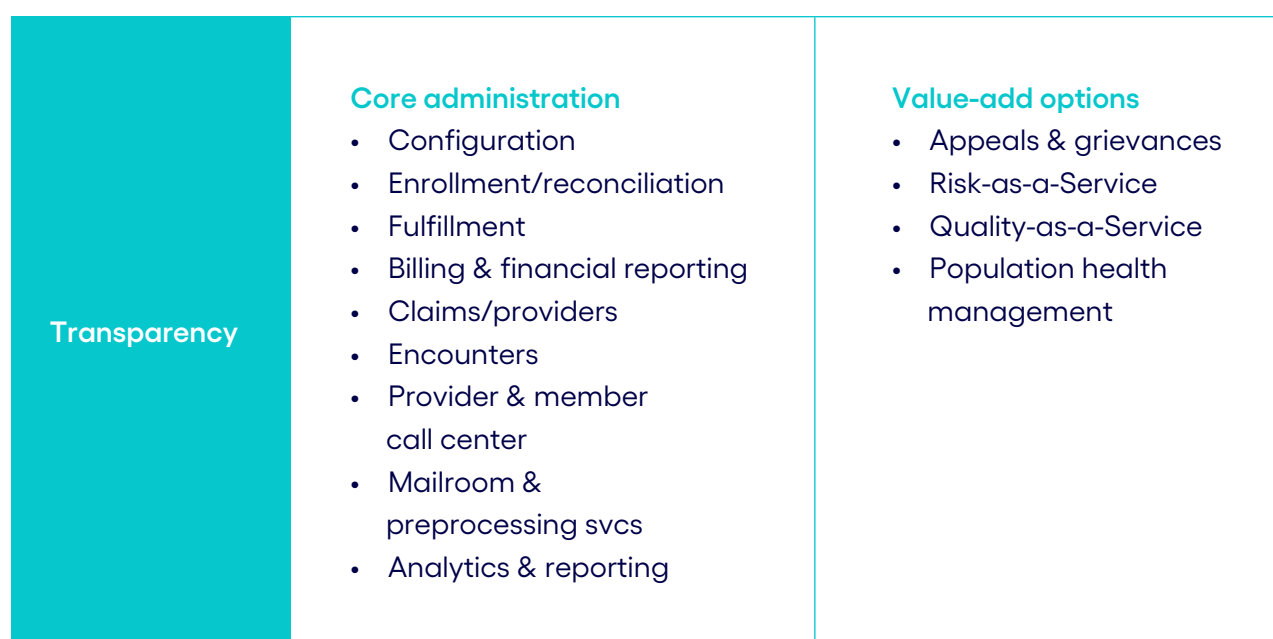 Transparency
Core administration
• Configuration
• Enrollment/reconciliation
• Fulfillment
• Billing & financial reporting
• Claims/providers
• Encounters
• Provider & member
call center
• Mailroom &
preprocessing svcs
• Analytics & reporting
Value-add options
• Appeals & grievances
• Risk-as-a-Service
• Quality-as-a-Service
• Population health
management